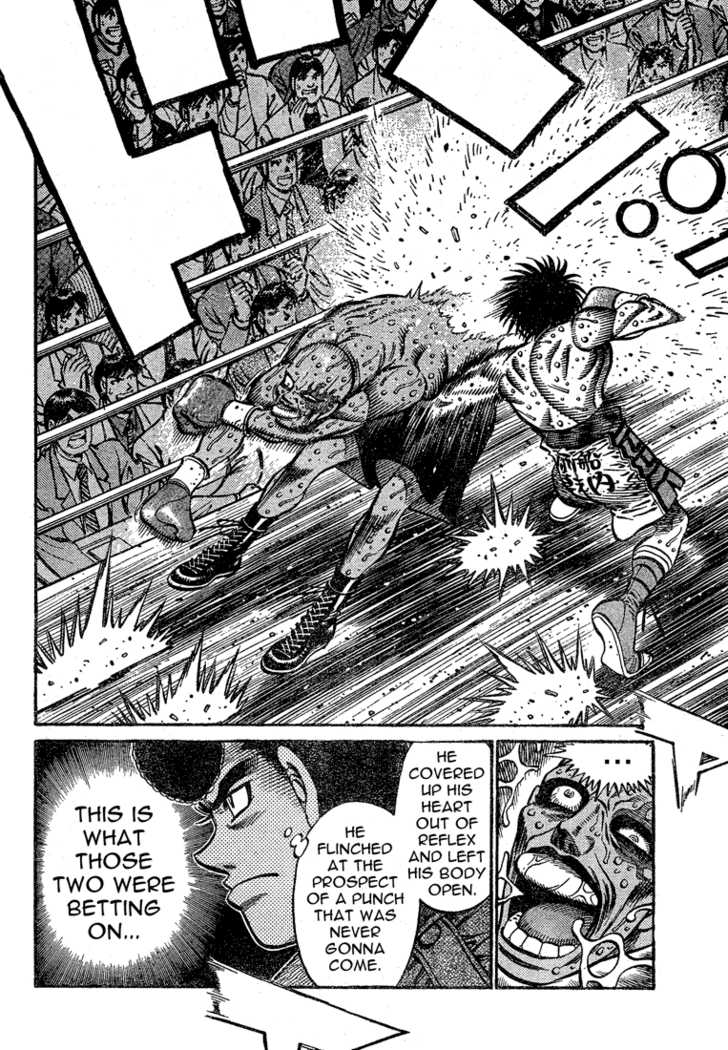 ...
HE
COVERED
UP HIS
HEART
OUT OF
REFLEX
AND LEFT
HIS BODY
OPEN.
HE
FLINCHED
AT THE
PROSPECT
OF A PUNCH
THAT WAS
NEVER
GONNA
COME.
THIS IS
WHAT
THOSE
TWO WERE
BETTING
ON...